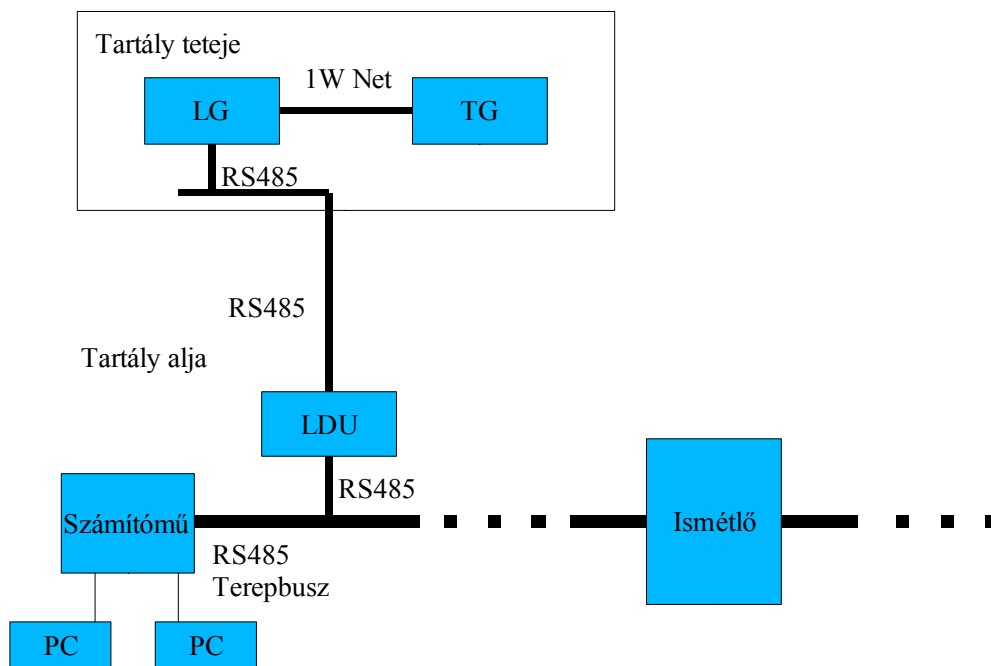 Tartály teteje
1W Net
LG
TG
RS485
RS485
Tartály alja
LDU
RS485
Számítómű
Ismétlő
RS485
Terepbusz
PC
PC